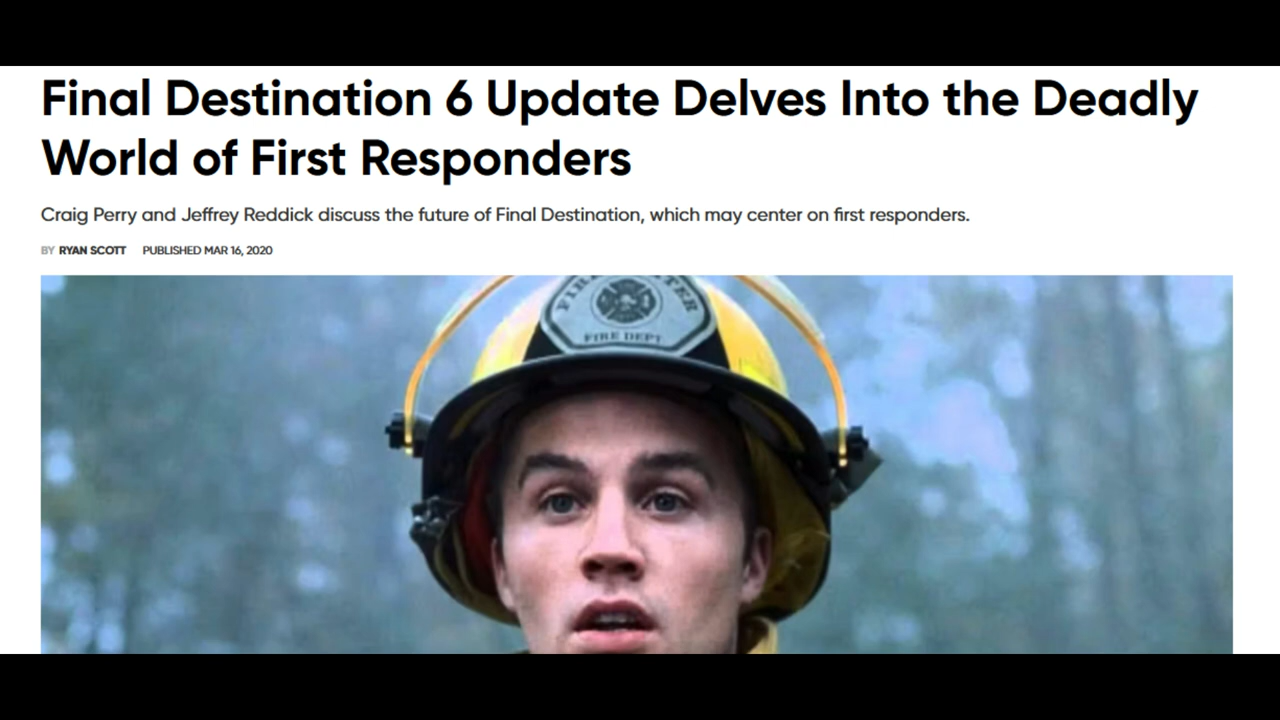 Final Destination 6 Update Delves Into the Deadly
World of First Responders
Craig Perry and Jeffrey Reddick discuss the future of Final Destination, which may center on first responders.
BY RYAN SCOTT PUBLISHED MAR 16, 2020
FIRE DEPT